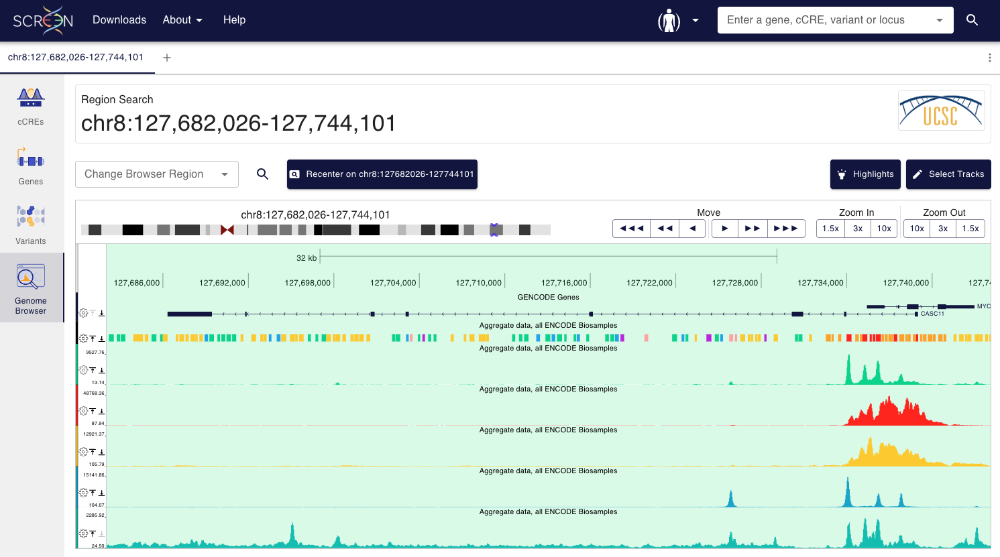 SCREEN
Downloads
About
Help
Enter a gene, cCRE, variant or locus
chr8:127,682,026-127,744,101
cCREs
Genes
Variants
Genome
Browser
Region Search
chr8:127,682,026-127,744,101
UCSC
Change Browser Region
Recenter on chr8:127682026-127744101
Highlights
Select Tracks
chr8:127,682,026-127,744,101
Move
Zoom In
Zoom Out
1.5x 3x 10x
10x 3x 1.5x
32 kb
127,686,000 127,692,000 127,698,000 127,704,000 127,710,000 127,716,000 127,722,000 127,728,000 127,734,000 127,740,000 127,74
GENCODE Genes
MYC
CASC11
Aggregate data, all ENCODE Biosamples
Aggregate data, all ENCODE Biosamples
9527.76
13.14
Aggregate data, all ENCODE Biosamples
48768.36
87.94
Aggregate data, all ENCODE Biosamples
12921.37
105.79
Aggregate data, all ENCODE Biosamples
15141.86
104.07
Aggregate data, all ENCODE Biosamples
2285.92
24.50